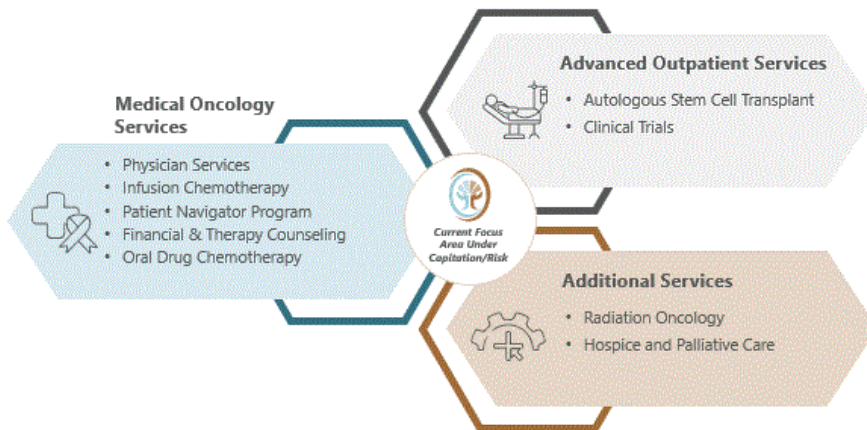 Medical Oncology
Services
• Physician Services
• Infusion Chemotherapy
• Patient Navigator Program
• Financial & Therapy Counseling
• Oral Drug Chemotherapy
Current Focus
Area Under
Capitation/Risk
Advanced Outpatient Services
• Autologous Stem Cell Transplant
• Clinical Trials
Additional Services
• Radiation Oncology
• Hospice and Palliative Care